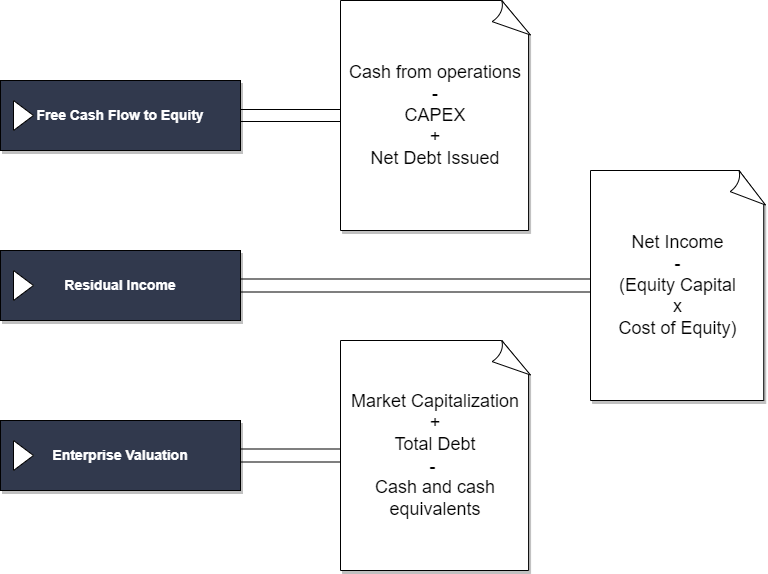 Free Cash Flow to Equity
Cash from operations
-
CAPEX
+
Net Debt Issued
Residual Income
Net Income
-
(Equity Capital
x
Cost of Equity)
Enterprise Valuation
Market Capitalization
+
Total Debt
-
Cash and cash
equivalents